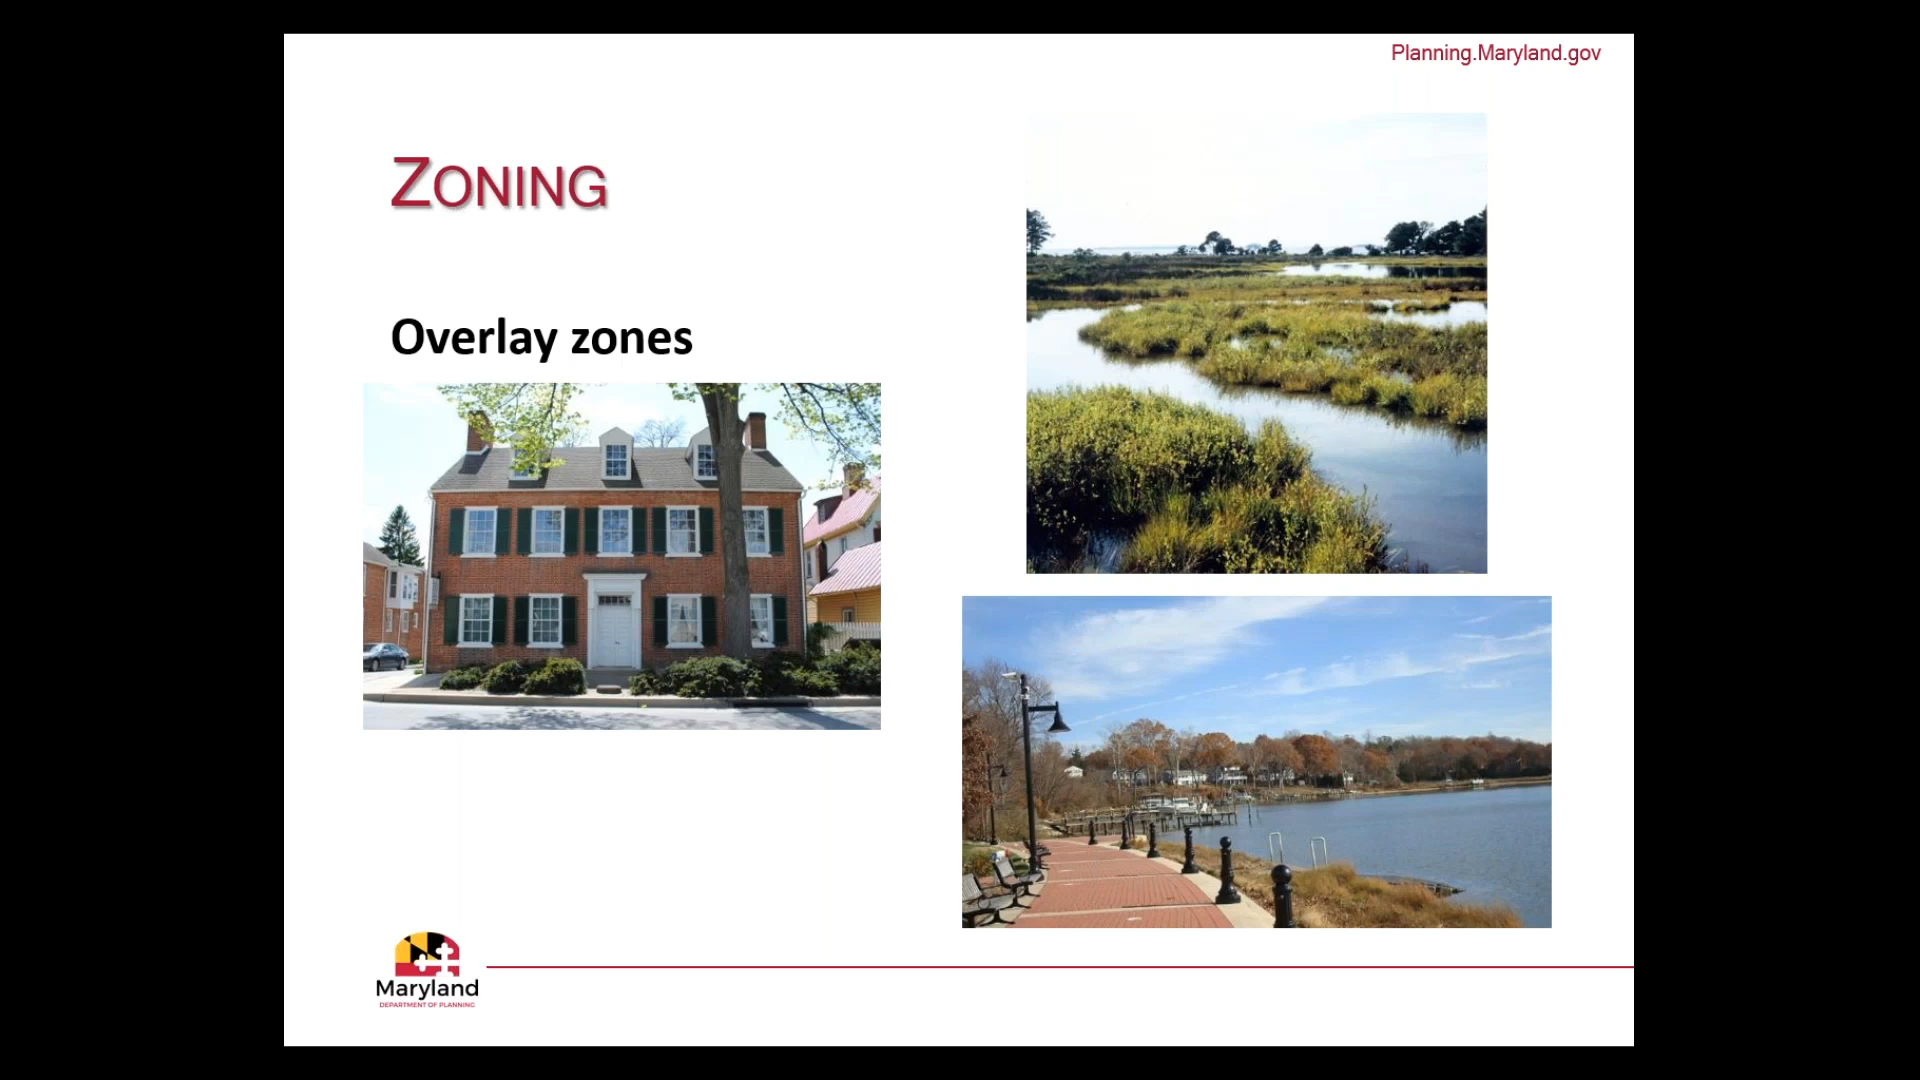 Planning.Maryland.gov
ZONING
Overlay zones
Maryland
DEPARTMENT OF PLANNING